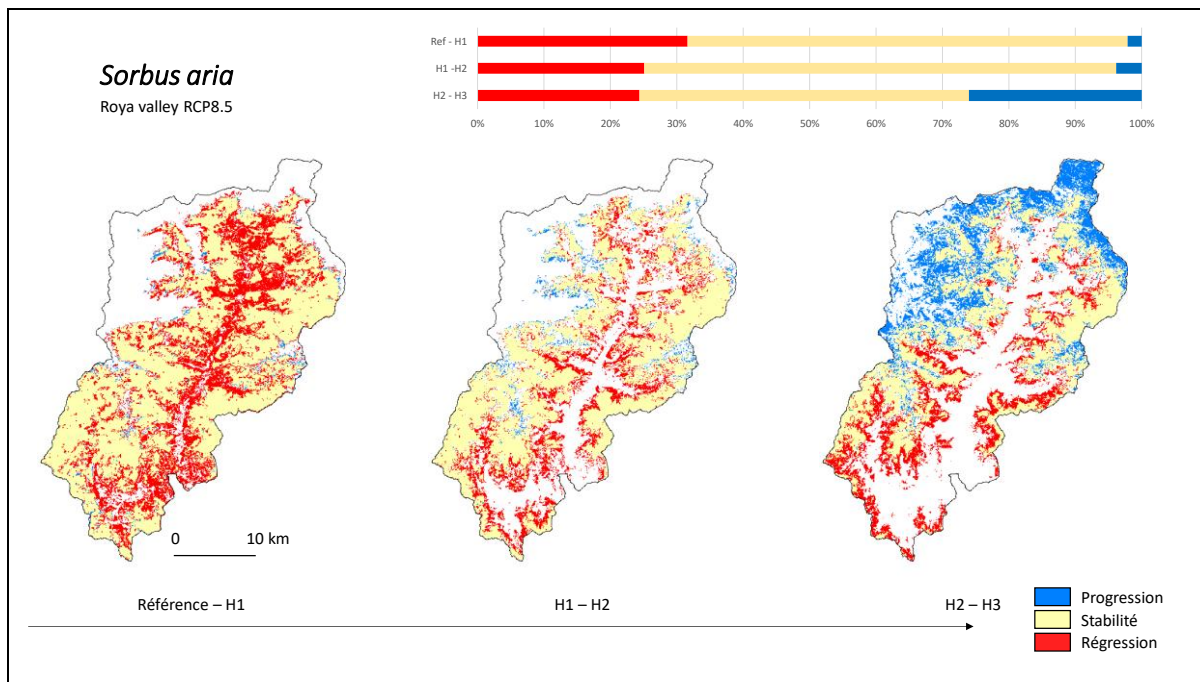 Sorbus aria
Roya valley RCP8.5
Ref - H1
H1 -H2
H2 - H3
0% 10% 20% 30% 40% 50% 60% 70% 80% 90% 100%
0 10 km
Référence – H1
H1 – H2
H2 – H3
Progression
Stabilité
Régression